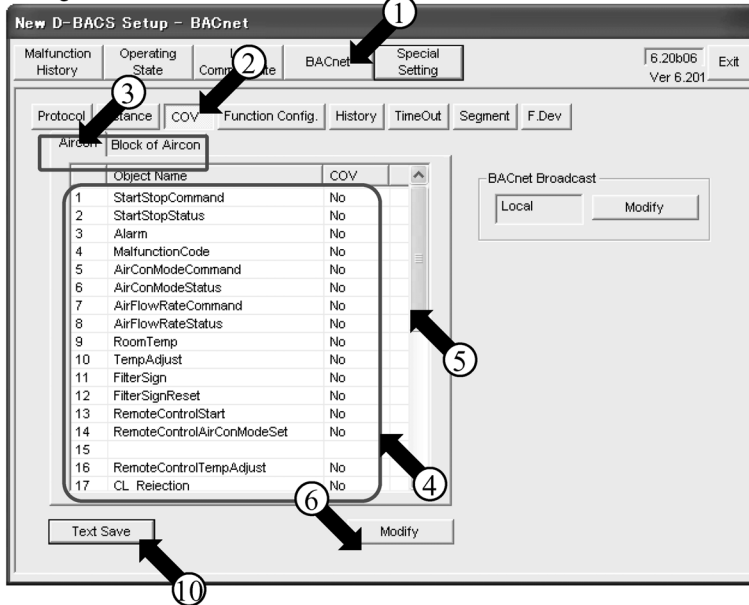 New D-BACS Setup - BACnet
1
Malfunction History
Operating State
BACnet
Special Setting
6.20b06
Ver 6.201
Exit
2
3
Protocol
COV
Function Config.
History
TimeOut
Segment
F.Dev
Aircon
Block of Aircon
Object Name COV
1 StartStopCommand No
2 StartStopStatus No
3 Alarm No
4 MalfunctionCode No
5 AirConModeCommand No
6 AirConModeStatus No
7 AirFlowRateCommand No
8 AirFlowRateStatus No
9 RoomTemp No
10 TempAdjust No
11 FilterSign No
12 FilterSignReset No
13 RemoteControlStart No
14 RemoteControlAirConModeSet No
15
16 RemoteControlTempAdjust No
17 CL_Rejection No
BACnet Broadcast
Local
Modify
5
4
6
Text Save
Modify
10